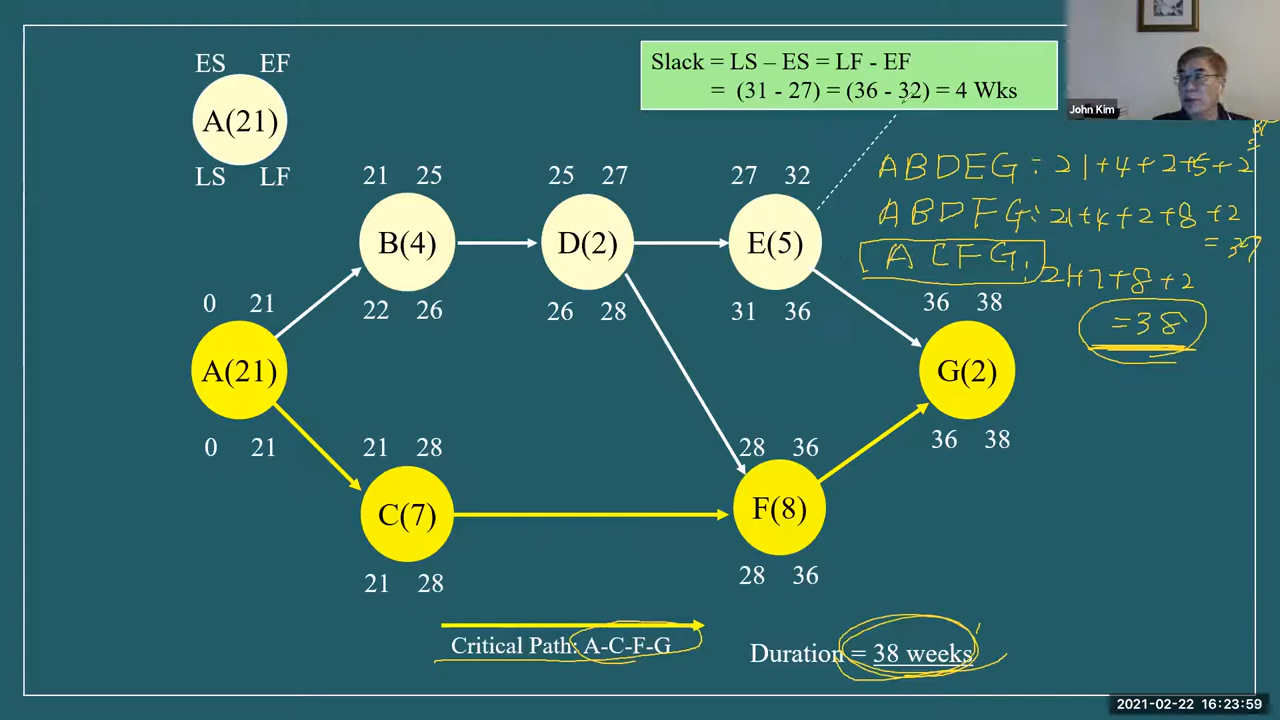 ES EF
A(21)
LS LF
Slack = LS – ES = LF - EF
= (31 - 27) = (36 - 32) = 4 Wks
John Kim
ABDEG: 21+4+2+5+2
ABDFG: 21+4+2+8+2
= 37
ACFG: 21+7+8+2
= 38
21 25
B(4)
22 26
25 27
D(2)
26 28
27 32
E(5)
31 36
0 21
A(21)
0 21
36 38
G(2)
36 38
21 28
C(7)
21 28
28 36
F(8)
28 36
Critical Path: A-C-F-G
Duration = 38 weeks
2021-02-22 16:23:59